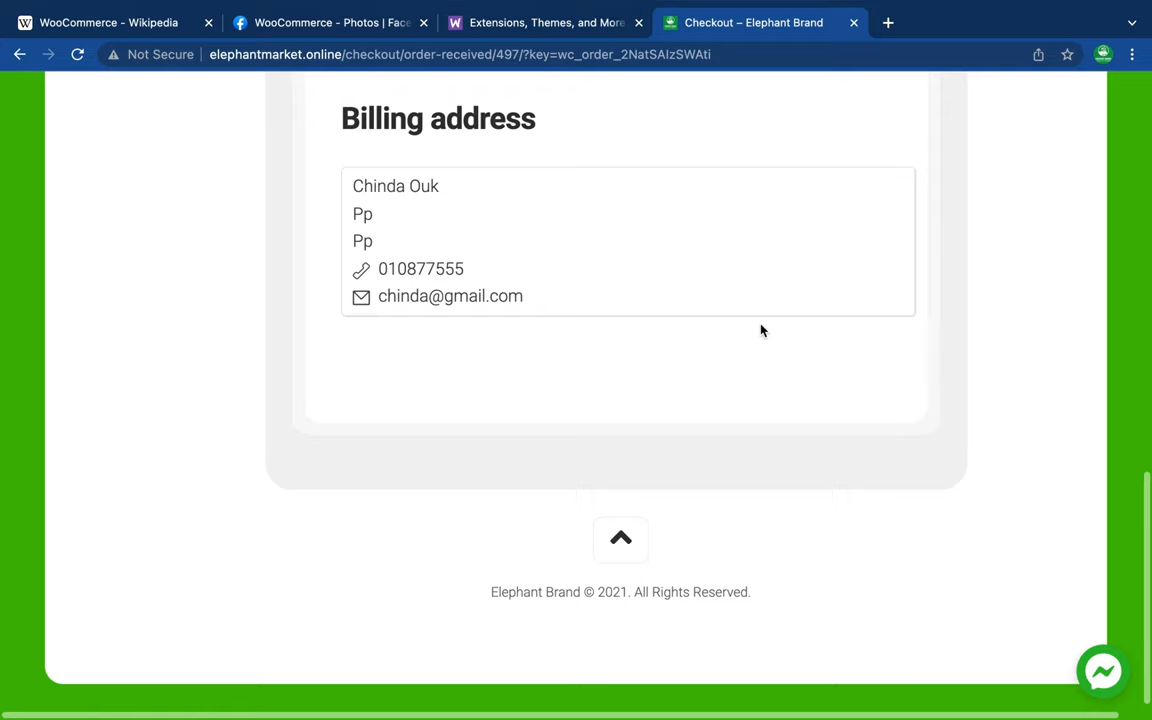 WooCommerce - Wikipedia
WooCommerce - Photos | Face
Extensions, Themes, and More
Checkout – Elephant Brand
Not Secure
elephantmarket.online/checkout/order-received/497/?key=wc_order_2NatSAIzSWAti
Billing address
Chinda Ouk
Pp
Pp
010877555
chinda@gmail.com
Elephant Brand © 2021. All Rights Reserved.